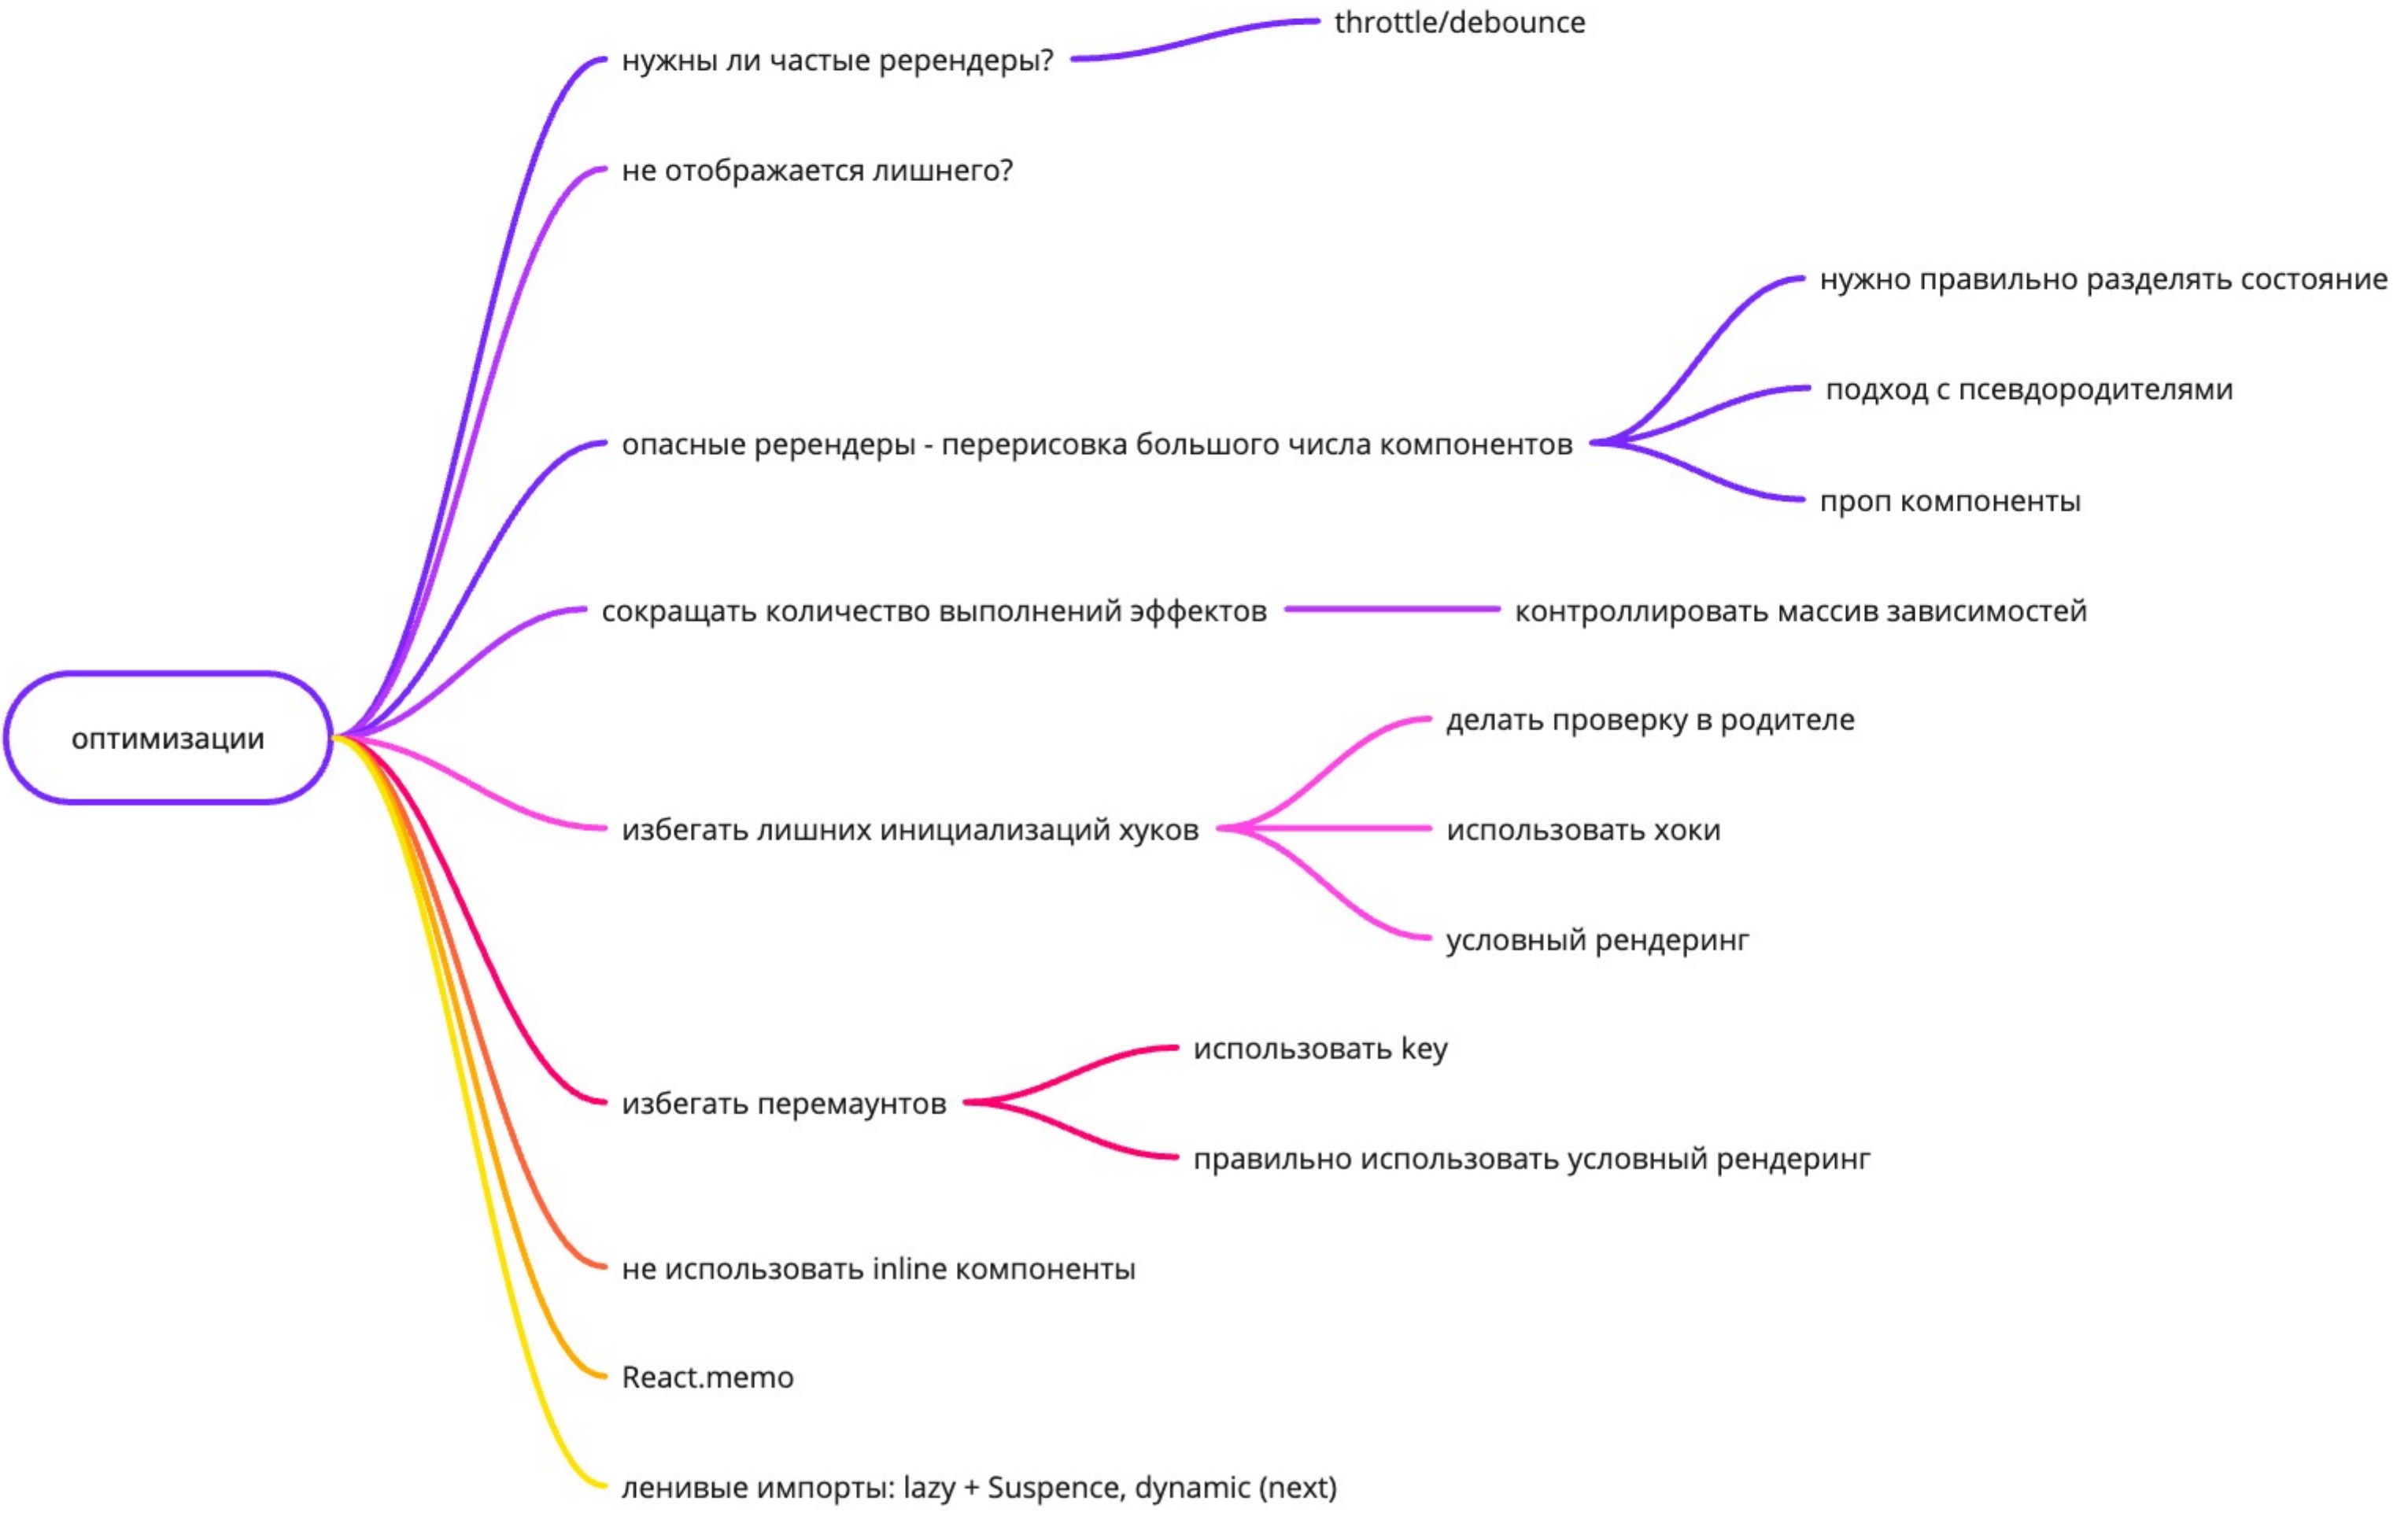 throttle/debounce
нужны ли частые ререндеры?
не отображается лишнего?
нужно правильно разделять состояние
подход с псевдородителями
опасные ререндеры - перерисовка большого числа компонентов
проп компоненты
сокращать количество выполнений эффектов
контроллировать массив зависимостей
делать проверку в родителе
оптимизации
избегать лишних инициализаций хуков
использовать хоки
условный рендеринг
использовать key
избегать перемаунтов
правильно использовать условный рендеринг
не использовать inline компоненты
React.memo
ленивые импорты: lazy + Suspence, dynamic (next)